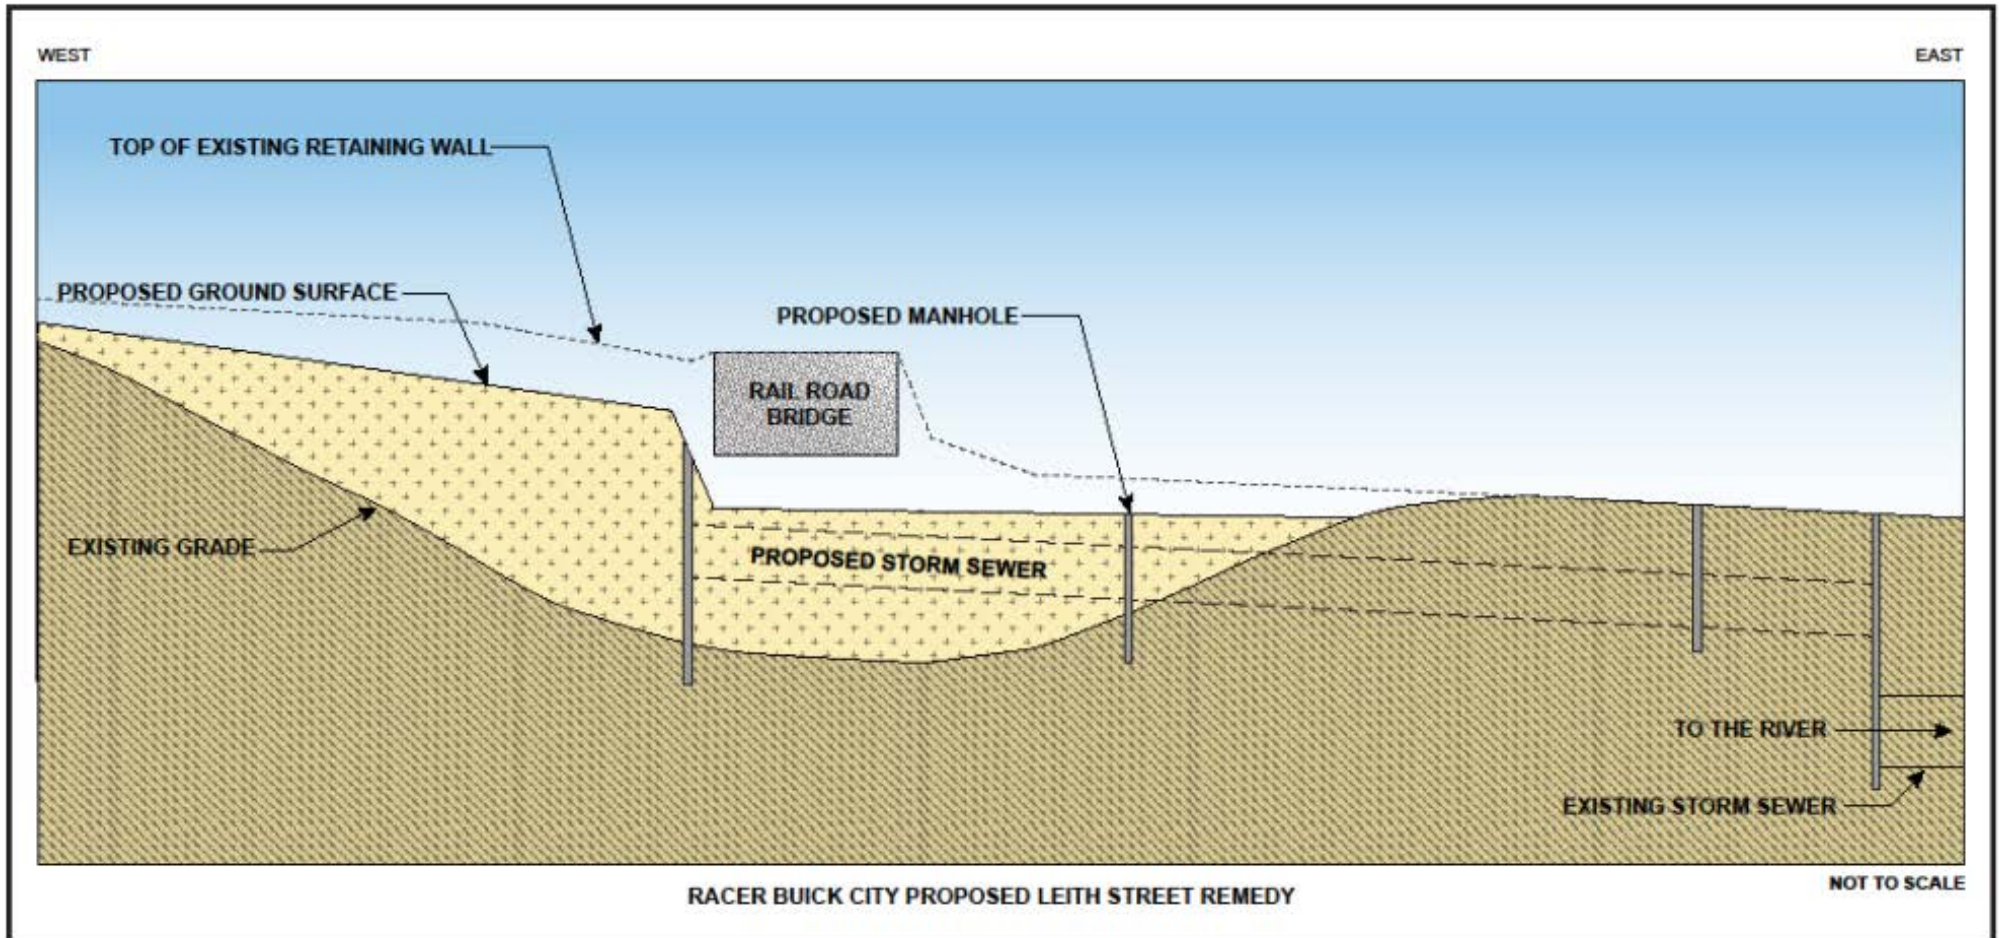 WEST
EAST
TOP OF EXISTING RETAINING WALL
PROPOSED GROUND SURFACE
PROPOSED MANHOLE
RAIL ROAD
BRIDGE
EXISTING GRADE
PROPOSED STORM SEWER
TO THE RIVER
EXISTING STORM SEWER
NOT TO SCALE
RACER BUICK CITY PROPOSED LEITH STREET REMEDY